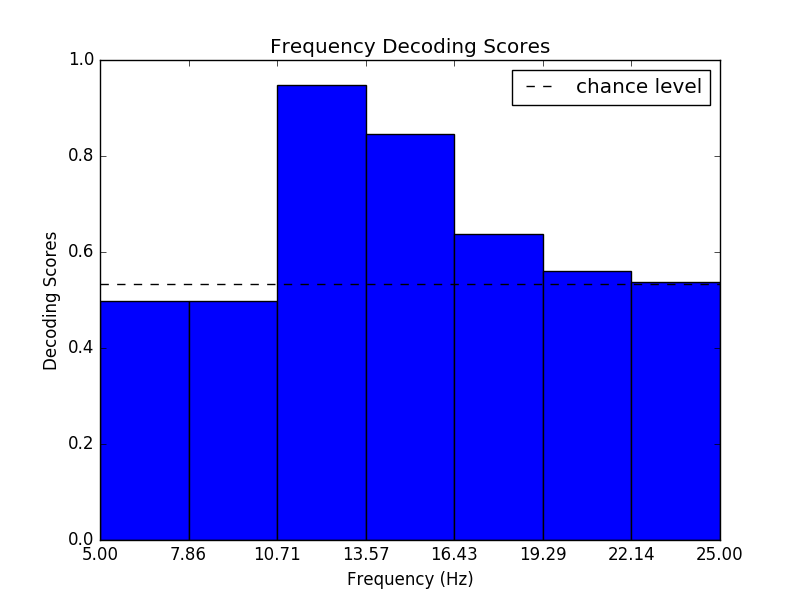 Frequency Decoding Scores
chance level
1.0
0.8
0.6
0.4
0.2
0.0
Decoding Scores
5.00 7.86 10.71 13.57 16.43 19.29 22.14 25.00
Frequency (Hz)